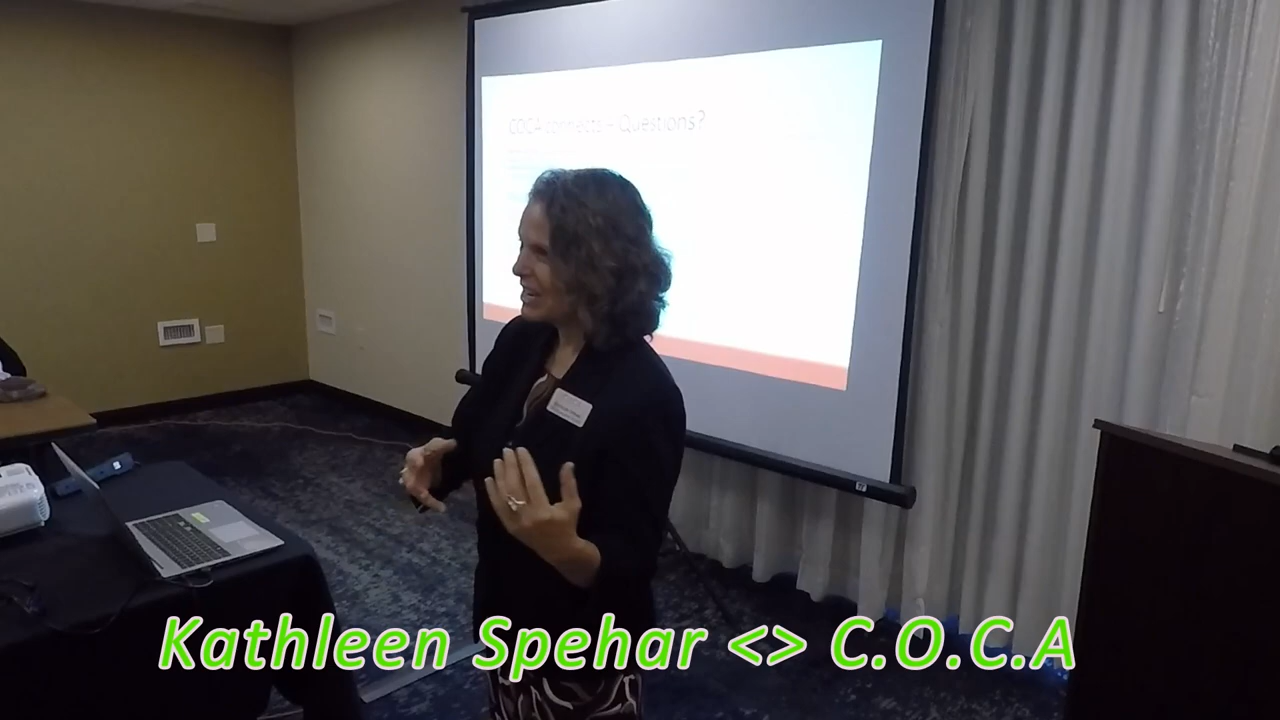 COCA connects – Questions?
Kathleen Spehar <> C.O.C.A